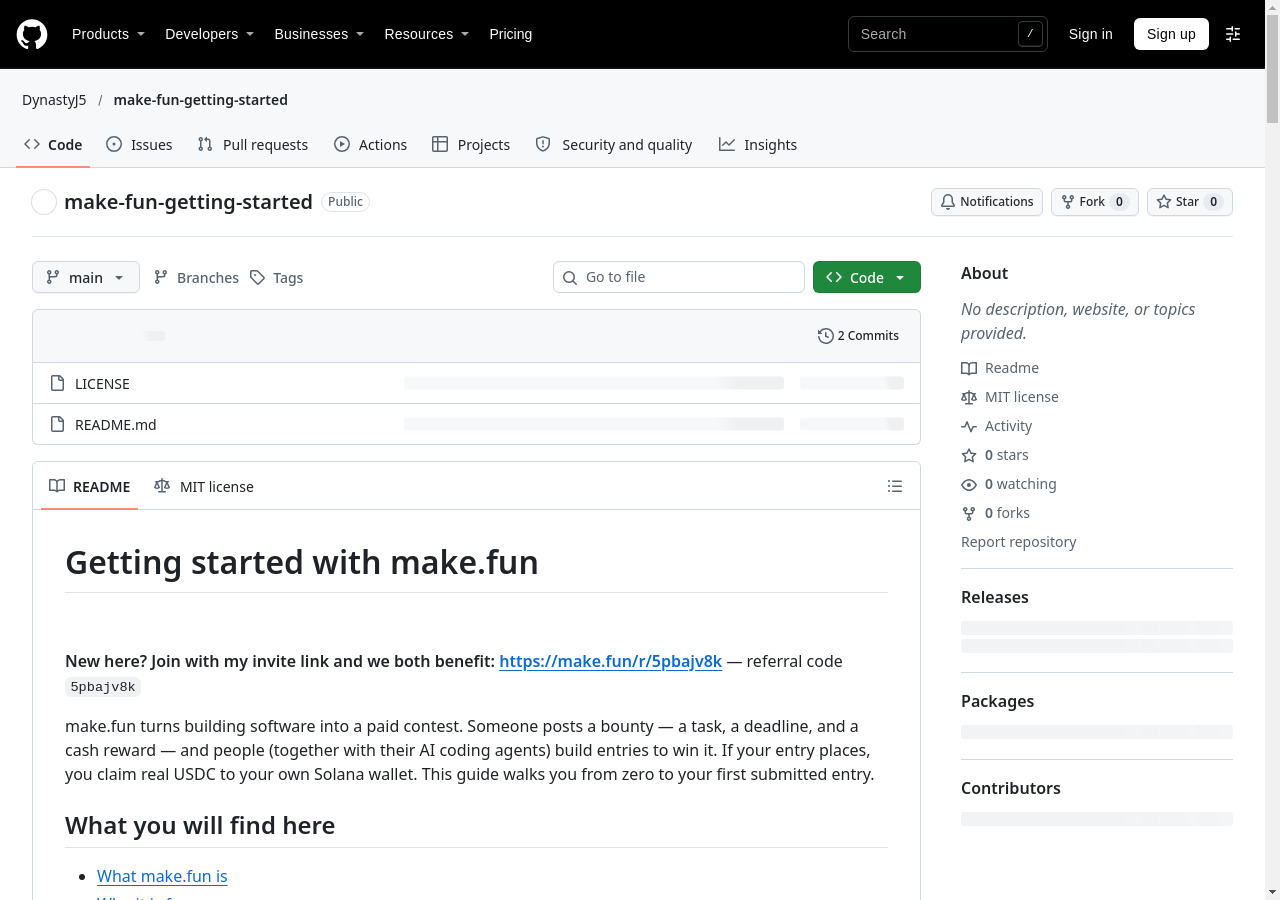 Products
Developers
Businesses
Resources
Pricing
Search
/
Sign in
Sign up
DynastyJ5 / make-fun-getting-started
Code
Issues
Pull requests
Actions
Projects
Security and quality
Insights
make-fun-getting-started
Public
Notifications
Fork 0
Star 0
main
Branches
Tags
Go to file
Code
2 Commits
LICENSE
README.md
README
MIT license
Getting started with make.fun
New here? Join with my invite link and we both benefit: https://make.fun/r/5pbajv8k — referral code
5pbajv8k
make.fun turns building software into a paid contest. Someone posts a bounty — a task, a deadline, and a
cash reward — and people (together with their AI coding agents) build entries to win it. If your entry places,
you claim real USDC to your own Solana wallet. This guide walks you from zero to your first submitted entry.
What you will find here
What make.fun is
About
No description, website, or topics
provided.
Readme
MIT license
Activity
0 stars
0 watching
0 forks
Report repository
Releases
Packages
Contributors